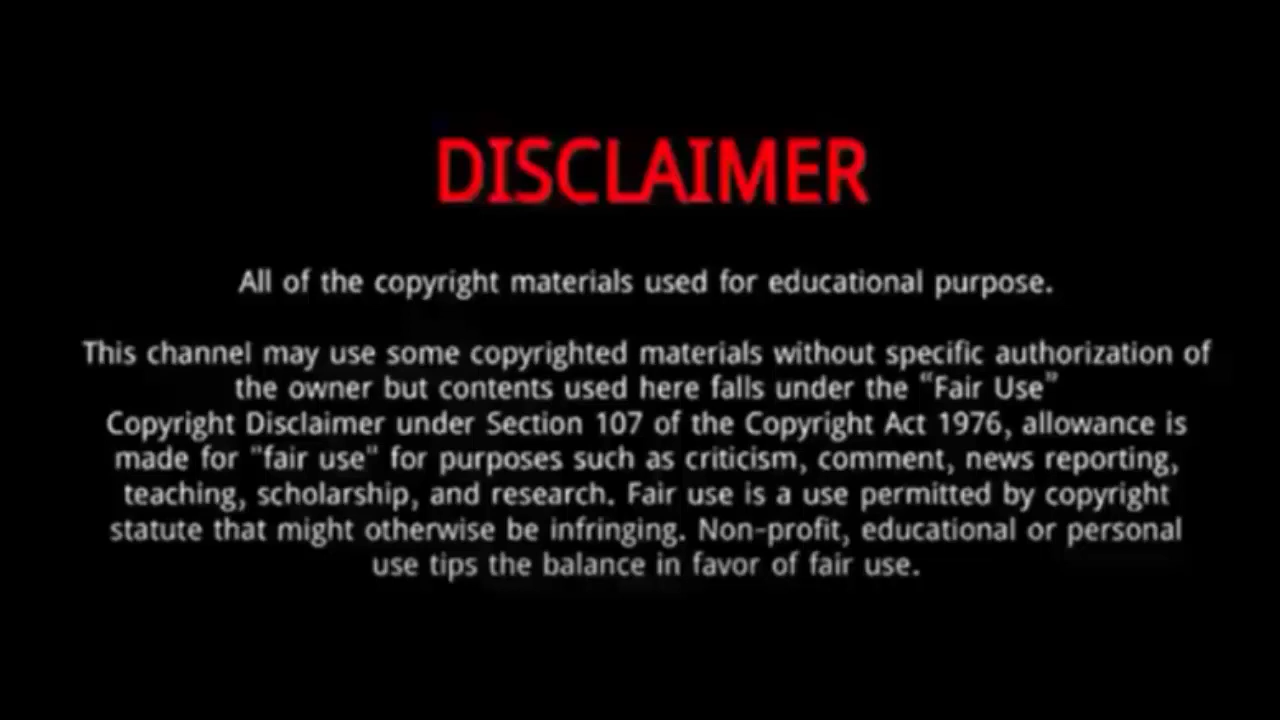 DISCLAIMER
All of the copyright materials used for educational purpose.
This channel may use some copyrighted materials without specific authorization of
the owner but contents used here falls under the “Fair Use”
Copyright Disclaimer under Section 107 of the Copyright Act 1976, allowance is
made for "fair use" for purposes such as criticism, comment, news reporting,
teaching, scholarship, and research. Fair use is a use permitted by copyright
statute that might otherwise be infringing. Non-profit, educational or personal
use tips the balance in favor of fair use.